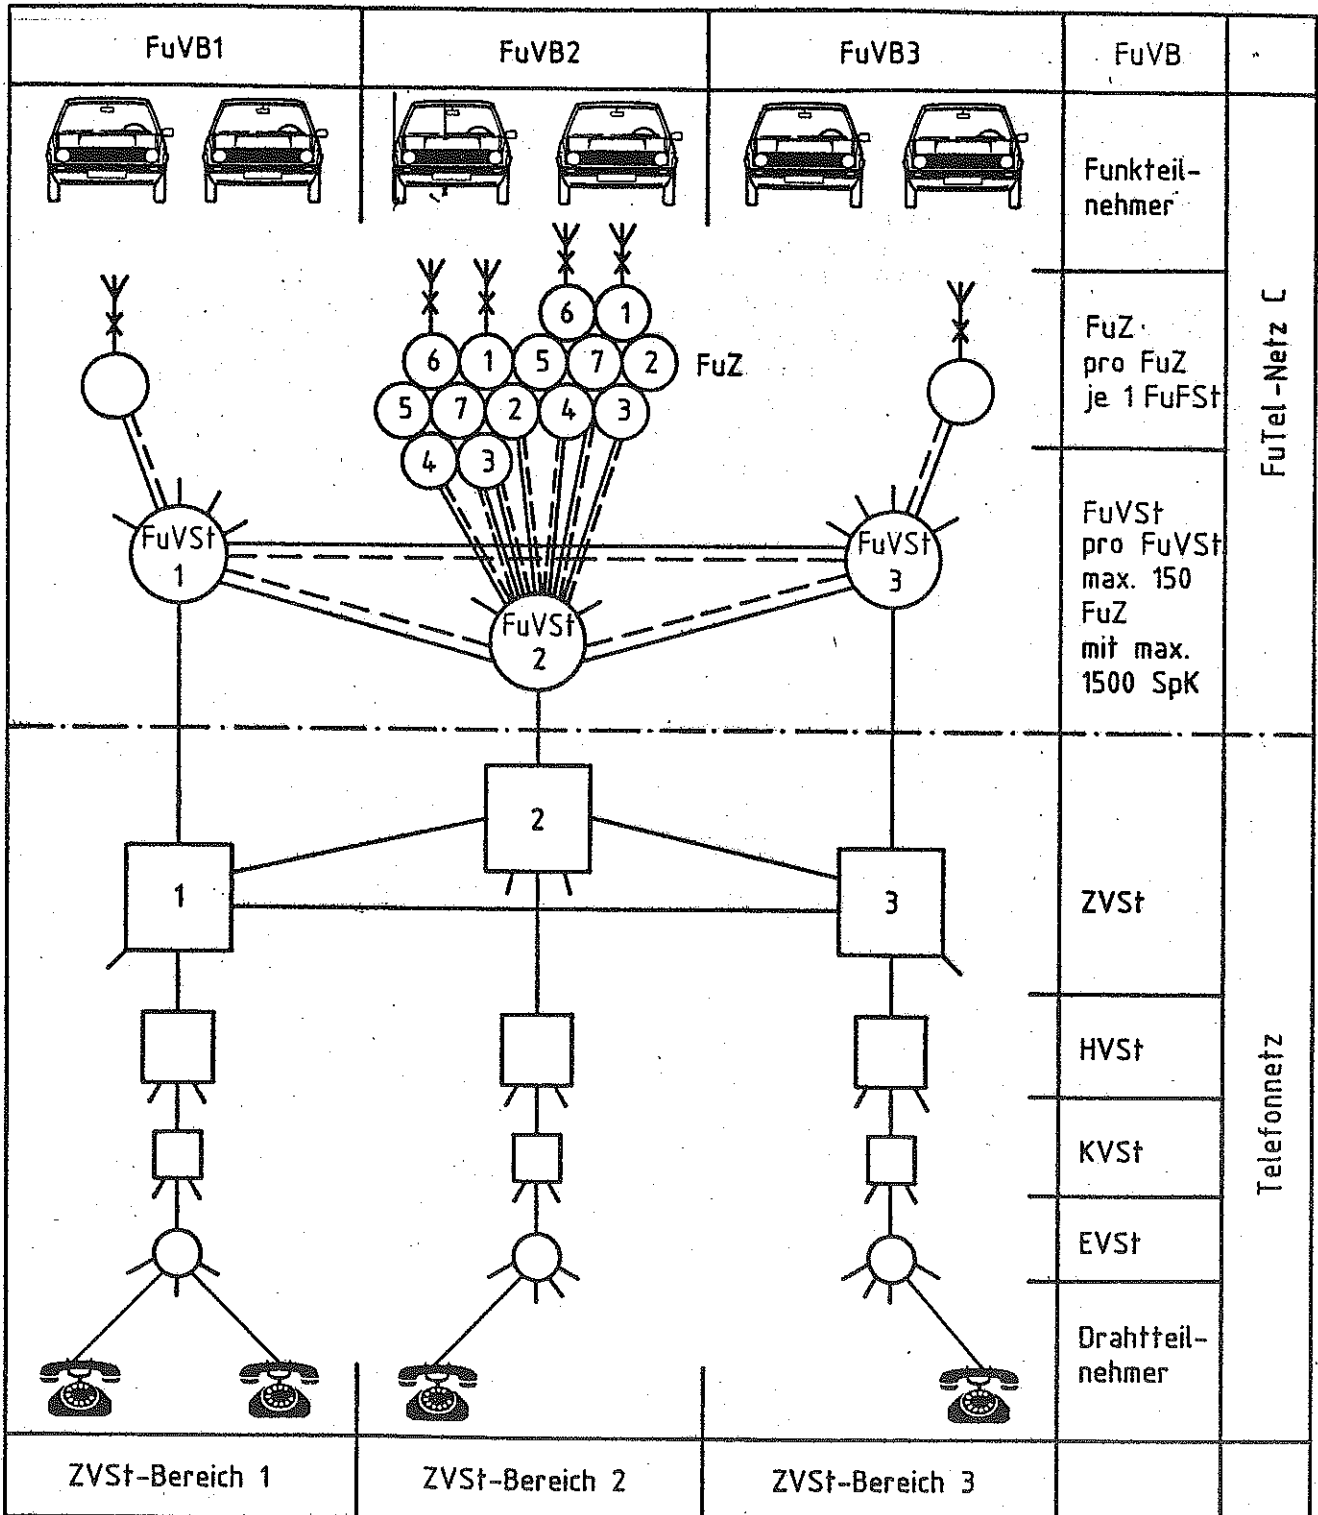 FuVB1
FuVB2
FuVB3
FuVB
Funkteil-
nehmer
6
1
6
1
5
7
2
FuZ
5
7
2
4
3
4
3
FuZ
pro FuZ
je 1 FuFSt
FuTel-Netz C
FuVSt
1
FuVSt
2
FuVSt
3
FuVSt
pro FuVSt
max. 150
FuZ
mit max.
1500 SpK
2
1
3
ZVSt
HVSt
KVSt
EVSt
Telefonnetz
Drahtteil-
nehmer
ZVSt-Bereich 1
ZVSt-Bereich 2
ZVSt-Bereich 3